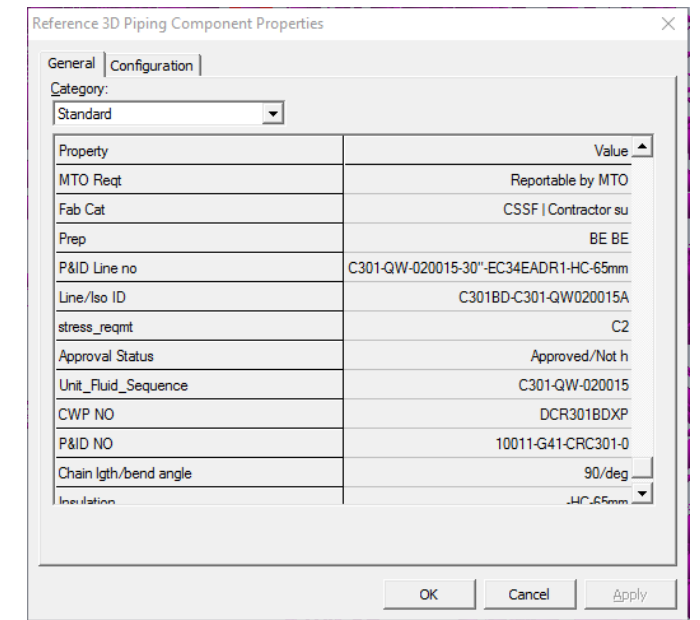 Reference 3D Piping Component Properties
General Configuration
Category:
Standard
Property Value
MTO Reqt Reportable by MTO
Fab Cat CSSF | Contractor su
Prep BE BE
P&ID Line no C301-QW-020015-30"-EC34EADR1-HC-65mm
Line/Iso ID C301BD-C301-QW020015A
stress_reqmt C2
Approval Status Approved/Not h
Unit_Fluid_Sequence C301-QW-020015
CWP NO DCR301BDXP
P&ID NO 10011-G41-CRC301-0
Chain lgth/bend angle 90/deg
Insulation -HC-65mm
OK Cancel Apply